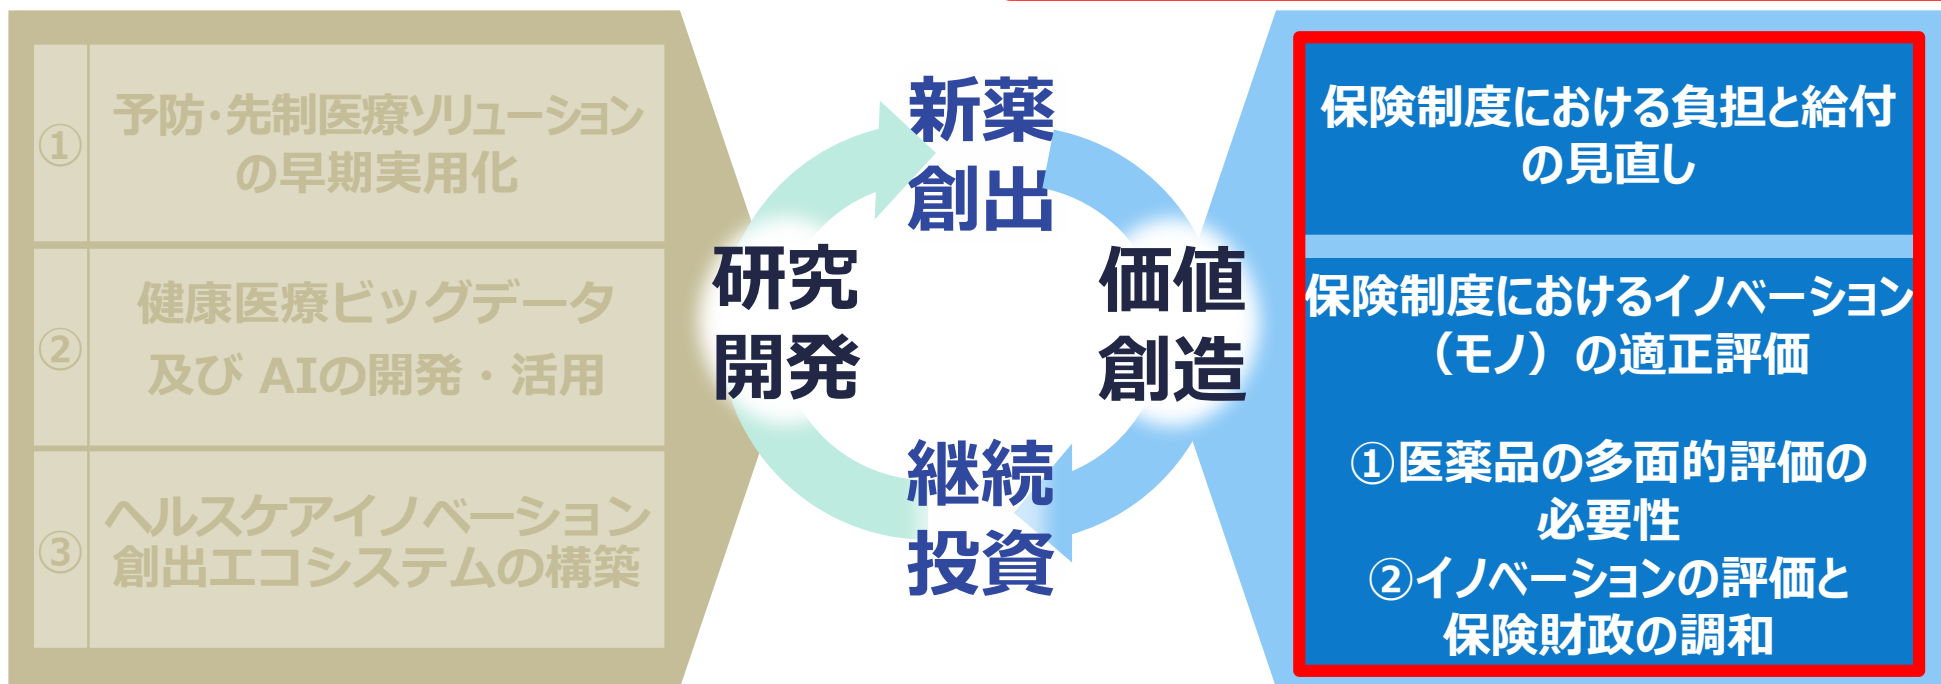 ①
予防･先制医療ソリューション
の早期実用化
②
健康医療ビッグデータ
及び AIの開発・活用
③
ヘルスケアイノベーション
創出エコシステムの構築
新薬
創出
研究
開発
価値
創造
継続
投資
保険制度における負担と給付
の見直し
保険制度におけるイノベーション
（モノ）の適正評価
①医薬品の多面的評価の
必要性
②イノベーションの評価と
保険財政の調和